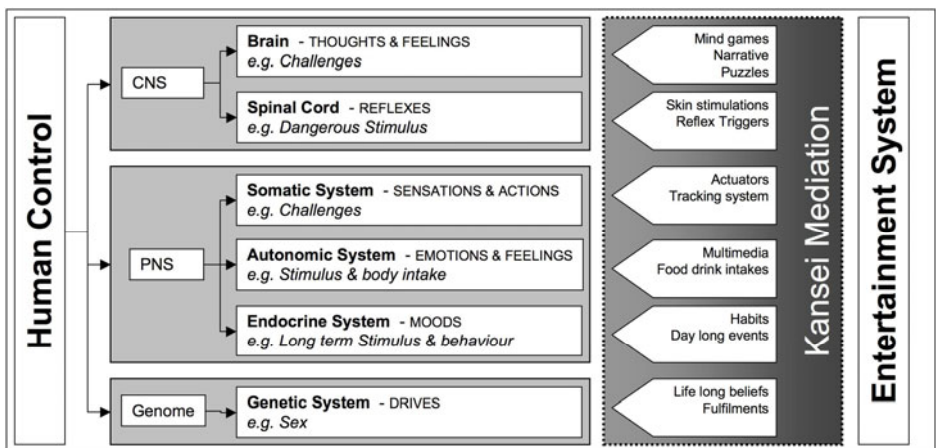 Human Control
CNS
Brain - THOUGHTS & FEELINGS
e.g. Challenges
Spinal Cord - REFLEXES
e.g. Dangerous Stimulus
PNS
Somatic System - SENSATIONS & ACTIONS
e.g. Challenges
Autonomic System - EMOTIONS & FEELINGS
e.g. Stimulus & body intake
Endocrine System - MOODS
e.g. Long term Stimulus & behaviour
Genome
Genetic System - DRIVES
e.g. Sex
Mind games
Narrative
Puzzles
Skin stimulations
Reflex Triggers
Actuators
Tracking system
Multimedia
Food drink intakes
Habits
Day long events
Life long beliefs
Fulfilments
Kansei Mediation
Entertainment System